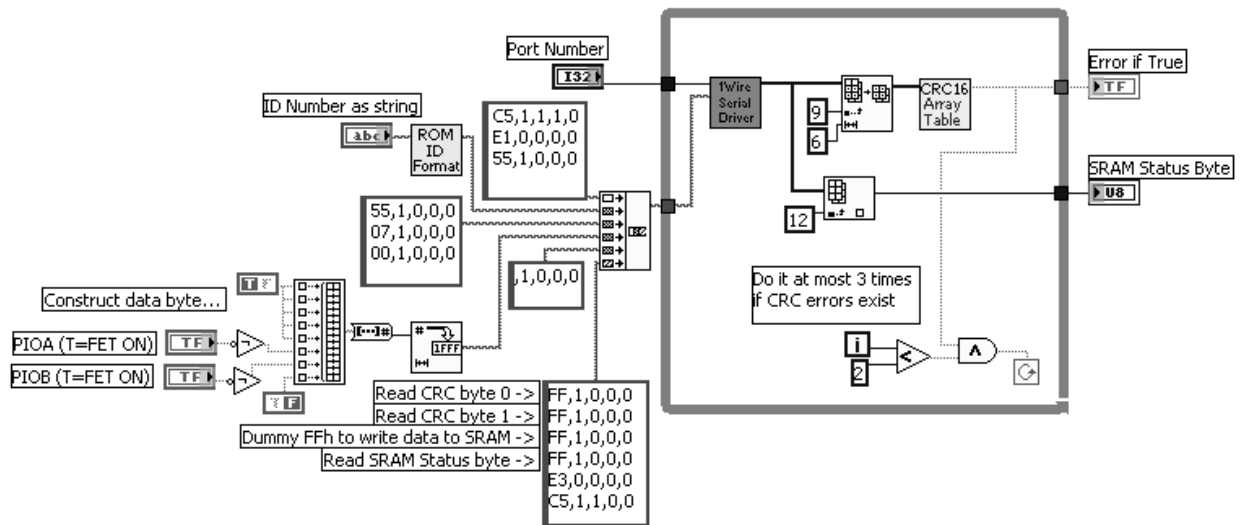 Port Number
I32
Error if True
TF
1Wire
Serial
Driver
CRC16
Array
Table
9
6
ID Number as string
abc
ROM
ID
Format
C5,1,1,1,0
E1,0,0,0,0
55,1,0,0,0
SRAM Status Byte
U8
12
55,1,0,0,0
07,1,0,0,0
00,1,0,0,0
,1,0,0,0
Do it at most 3 times
if CRC errors exist
Construct data byte...
T
#
1FFF
PIOA (T=FET ON)
TF
PIOB (T=FET ON)
TF
F
i
<
2
Read CRC byte 0 ->
Read CRC byte 1 ->
Dummy FFh to write data to SRAM ->
Read SRAM Status byte ->
FF,1,0,0,0
FF,1,0,0,0
FF,1,0,0,0
FF,1,0,0,0
E3,0,0,0,0
C5,1,1,0,0